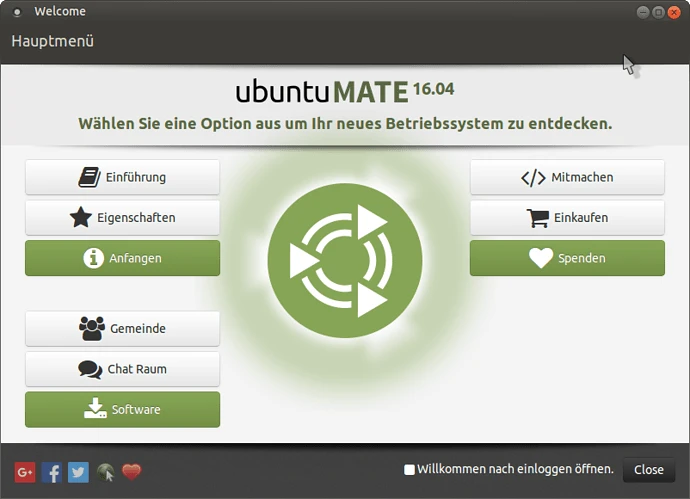 Welcome
Hauptmenü
ubuntuMATE 16.04
Wählen Sie eine Option aus um Ihr neues Betriebssystem zu entdecken.
Einführung
Mitmachen
Eigenschaften
Einkaufen
Anfangen
Spenden
Gemeinde
Chat Raum
Software
G+
f
Willkommen nach einloggen öffnen.
Close